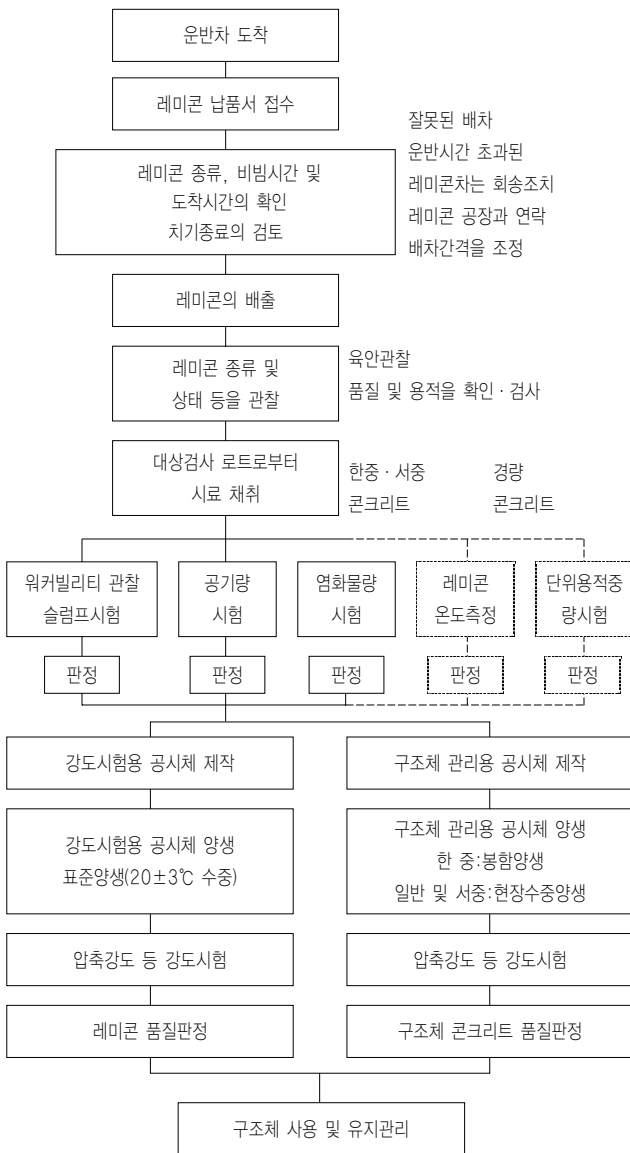 운반차 도착
레미콘 납품서 접수
잘못된 배차
운반시간 초과된
레미콘차는 회송조치
레미콘 공장과 연락
배차간격을 조정
레미콘 종류, 비빔시간 및
도착시간의 확인
치기종료의 검토
레미콘의 배출
레미콘 종류 및
상태 등을 관찰
육안관찰
품질 및 용적을 확인·검사
대상검사 로트로부터
시료 채취
한중·서중
콘크리트
경량
콘크리트
워커빌리티 관찰
슬럼프시험
공기량
시험
염화물량
시험
레미콘
온도측정
단위용적중
량시험
판정
판정
판정
판정
판정
강도시험용 공시체 제작
구조체 관리용 공시체 제작
강도시험용 공시체 양생
표준양생(20±3℃ 수중)
구조체 관리용 공시체 양생
한 중:봉함양생
일반 및 서중:현장수중양생
압축강도 등 강도시험
압축강도 등 강도시험
레미콘 품질판정
구조체 콘크리트 품질판정
구조체 사용 및 유지관리